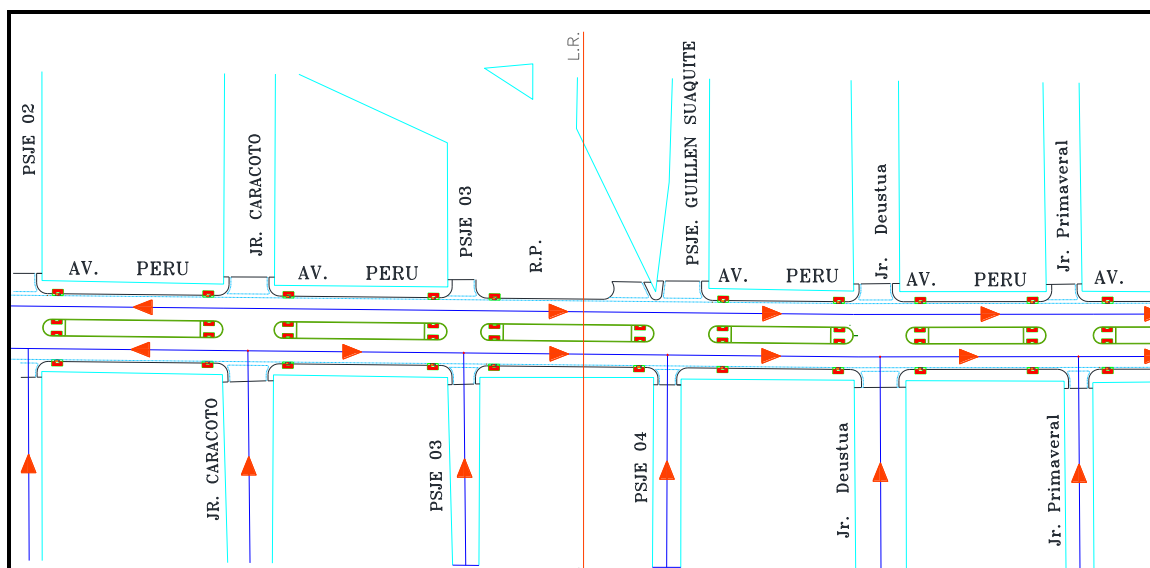 L.R.
PSJE 02
JR. CARACOTO
PSJE 03
R.P.
PSJE. GUILLEN SUAQUITE
Jr. Deustua
Jr. Primaveral
AV. PERU
AV. PERU
AV. PERU
AV. PERU
AV.
JR. CARACOTO
PSJE 03
PSJE 04
Jr. Deustua
Jr. Primaveral